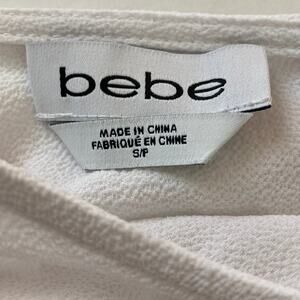 bebe
MADE IN CHINA
FABRIQUÉ EN CHINE
S/P